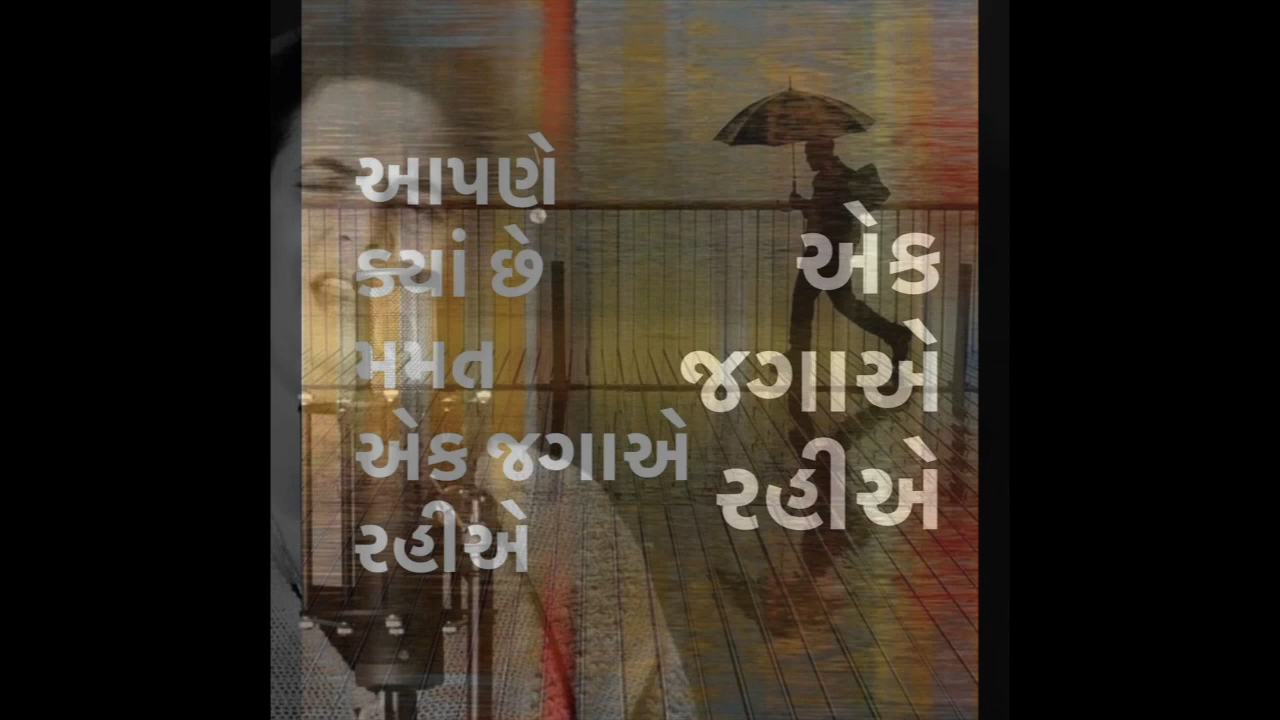 આપણે
ક્યાં છે
મમત
એક જગાએ
રહીએ
એક
જગાએ
રહીએ